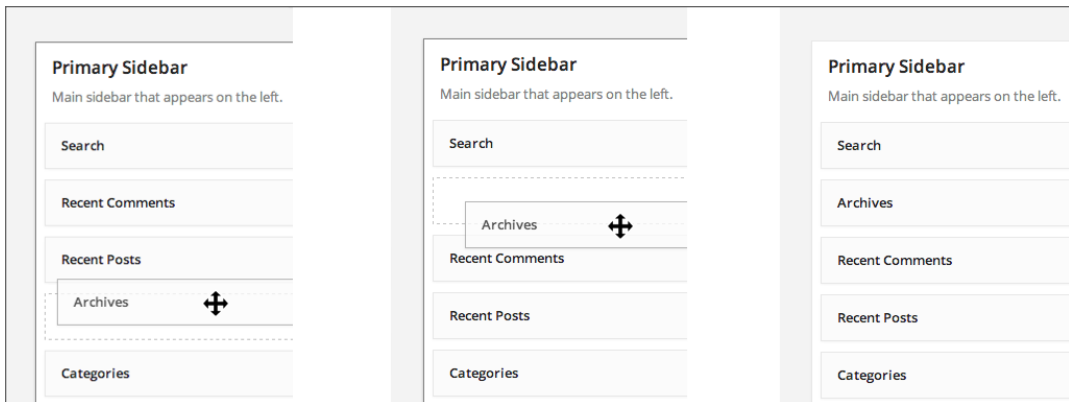 Primary Sidebar
Main sidebar that appears on the left.
Search
Recent Comments
Recent Posts
Archives
Categories
Primary Sidebar
Main sidebar that appears on the left.
Search
Archives
Recent Comments
Recent Posts
Categories
Primary Sidebar
Main sidebar that appears on the left.
Search
Archives
Recent Comments
Recent Posts
Categories